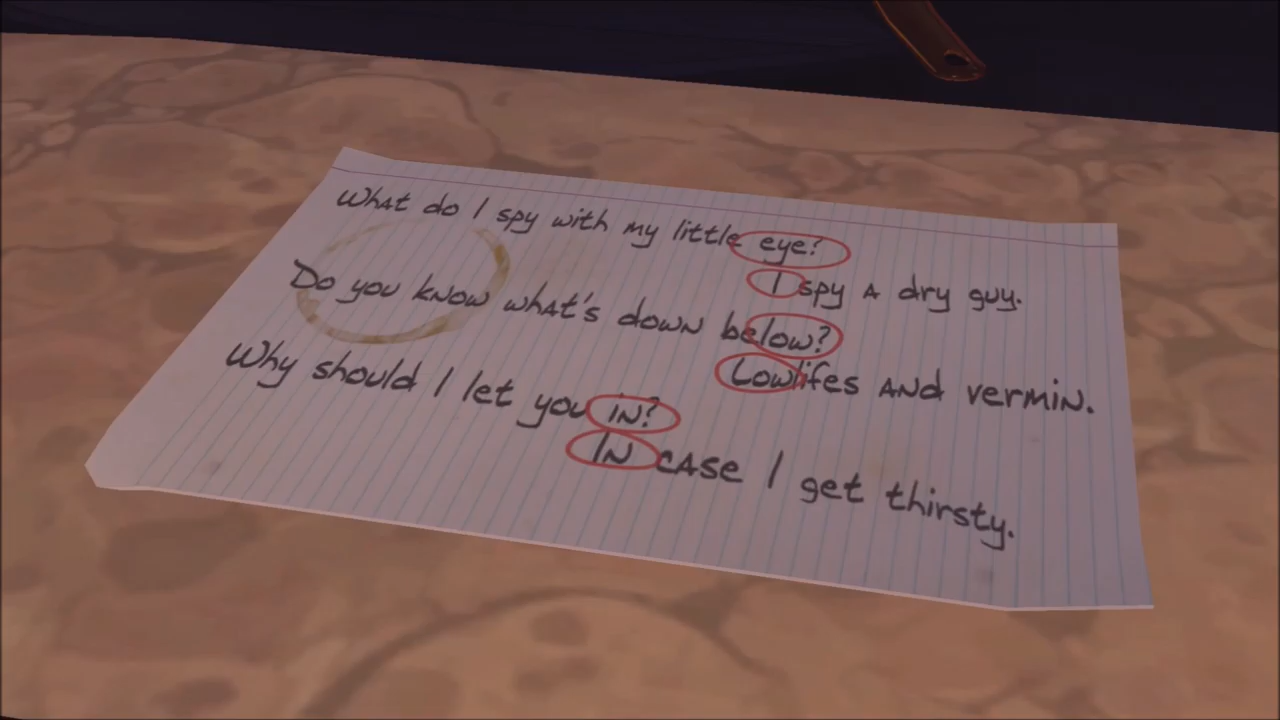 What do I spy with my little eye?
I spy a dry guy.
Do you know what's down below?
Lowlifes and vermin.
Why should I let you in?
In case I get thirsty.